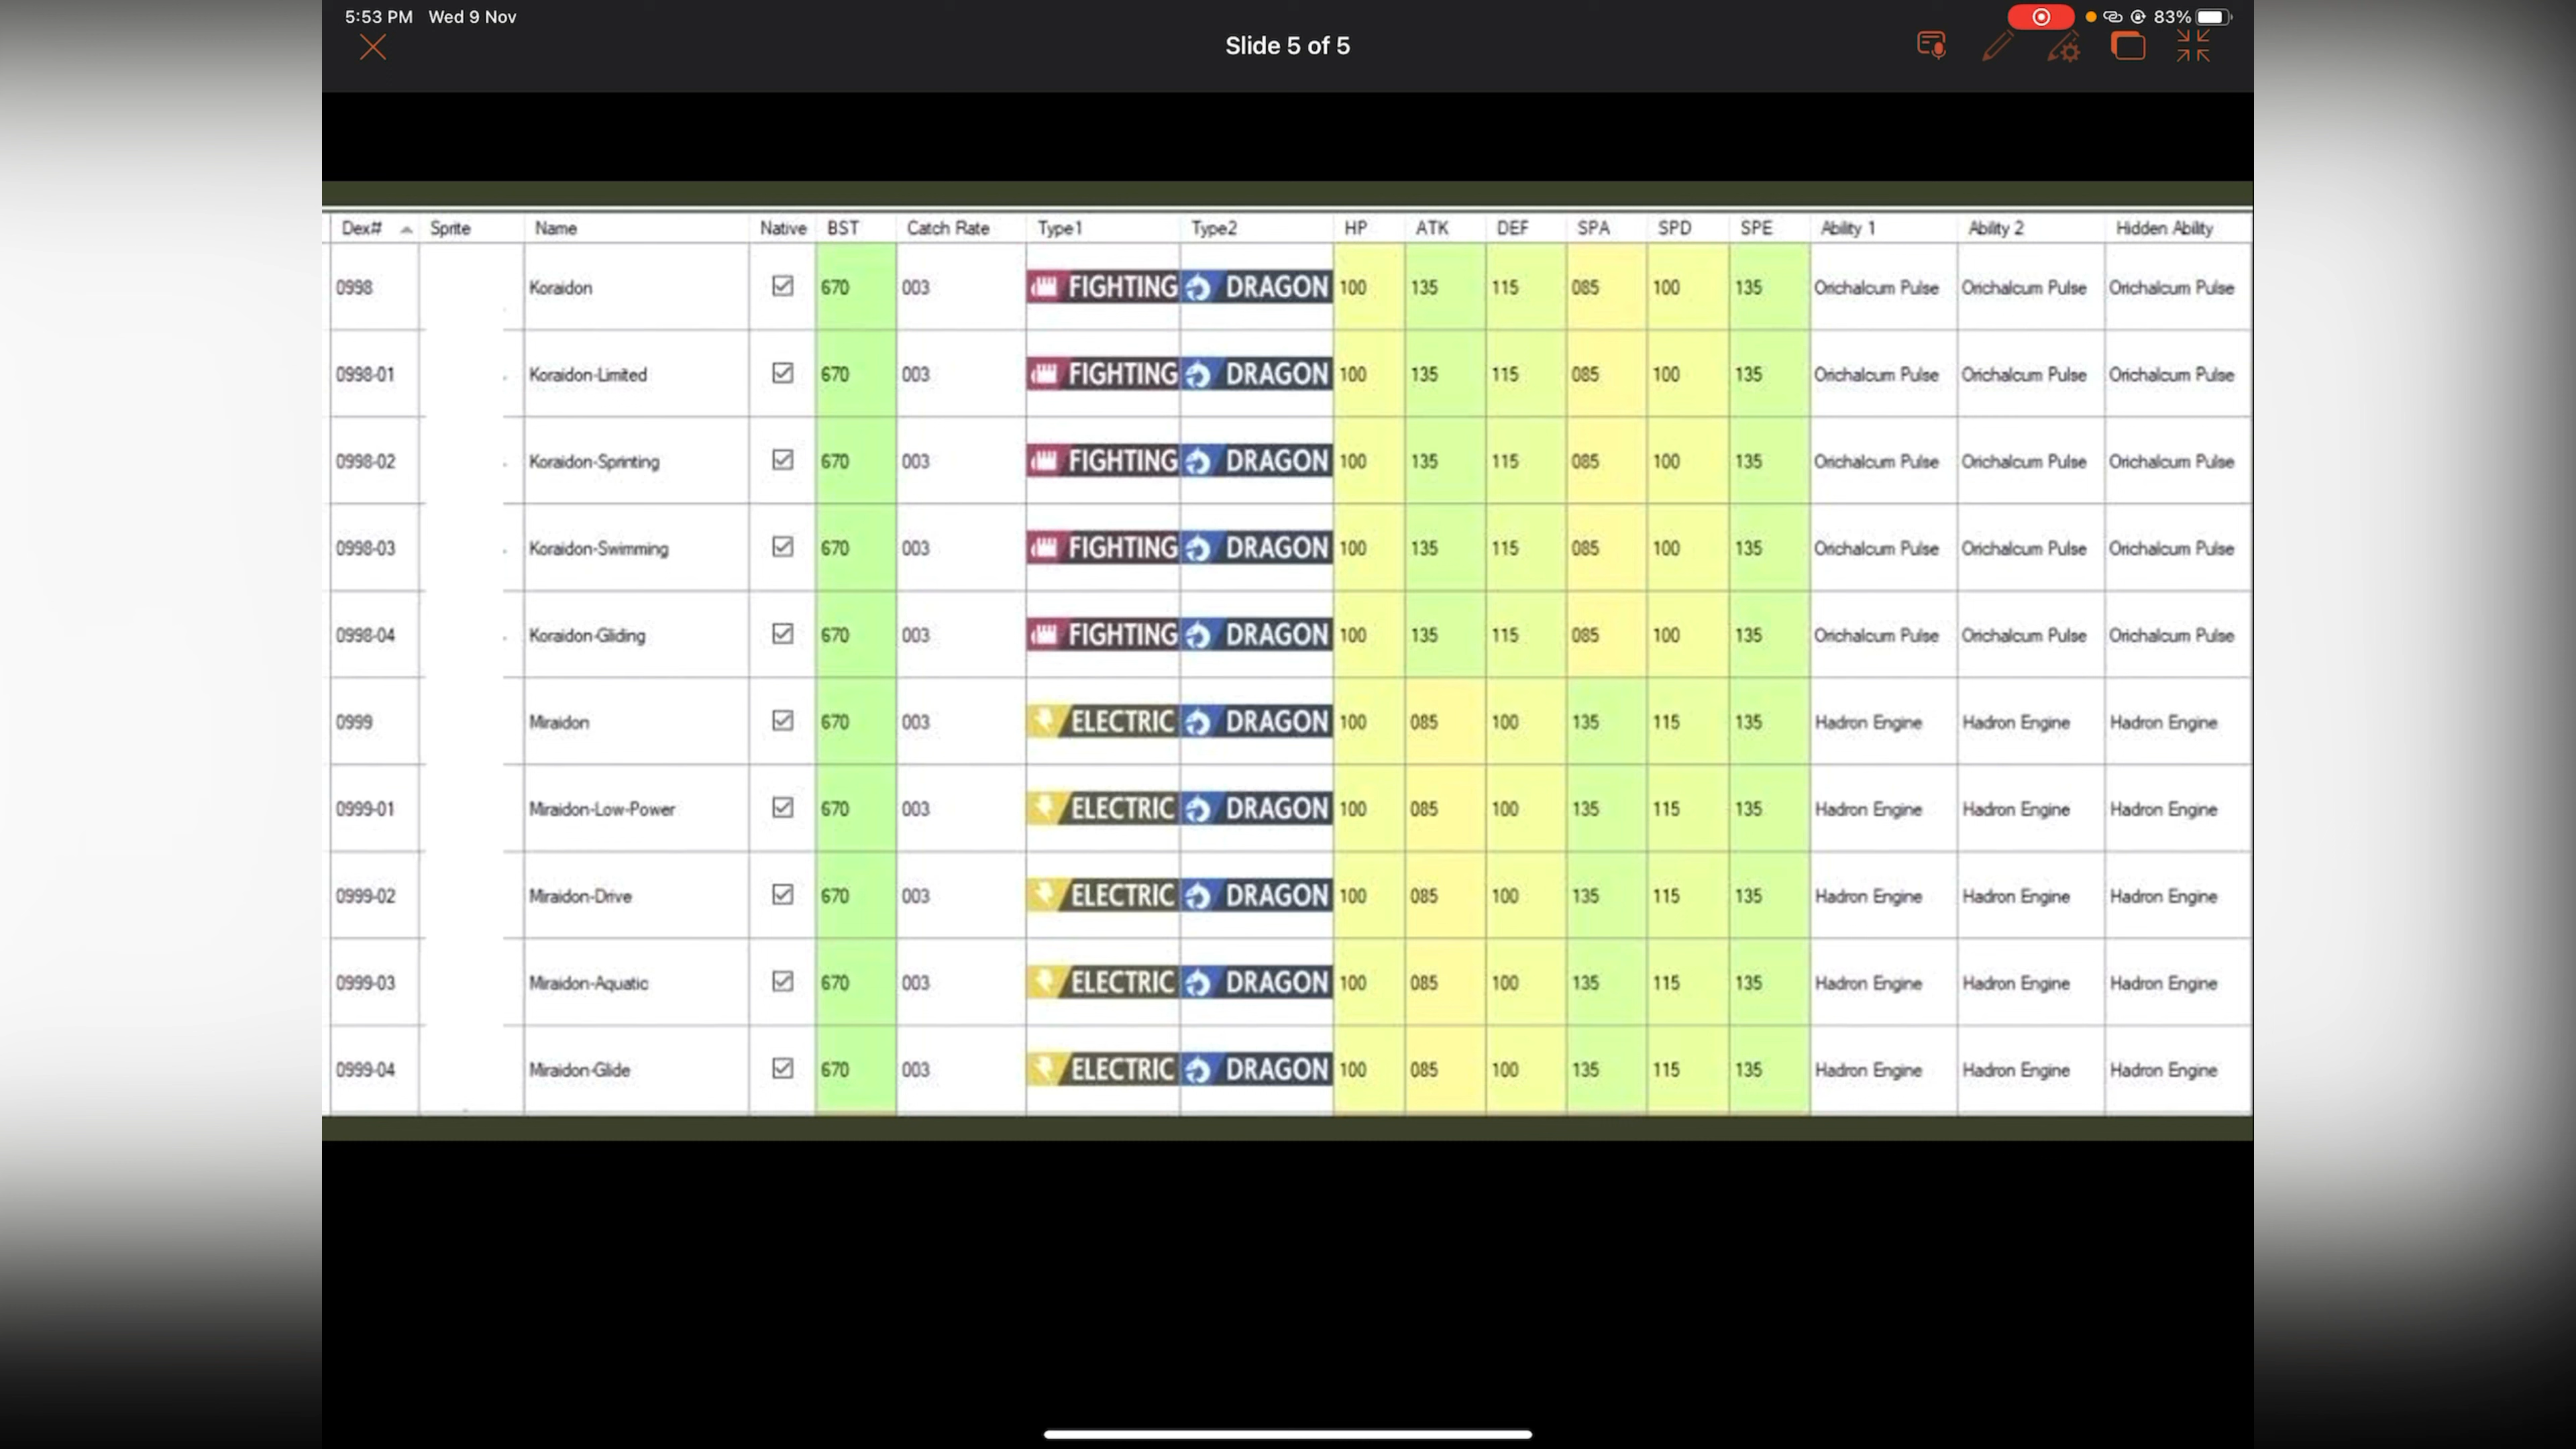 5:53 PM Wed 9 Nov
83%
Slide 5 of 5
Dex# Sprite Name Native BST Catch Rate Type1 Type2 HP ATK DEF SPA SPD SPE Ability 1 Ability 2 Hidden Ability
0998 Koraidon 670 003 FIGHTING DRAGON 100 135 115 085 100 135 Orichalcum Pulse Orichalcum Pulse Orichalcum Pulse
0998-01 Koraidon-Limited 670 003 FIGHTING DRAGON 100 135 115 085 100 135 Orichalcum Pulse Orichalcum Pulse Orichalcum Pulse
0998-02 Koraidon-Sprinting 670 003 FIGHTING DRAGON 100 135 115 085 100 135 Orichalcum Pulse Orichalcum Pulse Orichalcum Pulse
0998-03 Koraidon-Swimming 670 003 FIGHTING DRAGON 100 135 115 085 100 135 Orichalcum Pulse Orichalcum Pulse Orichalcum Pulse
0998-04 Koraidon-Gliding 670 003 FIGHTING DRAGON 100 135 115 085 100 135 Orichalcum Pulse Orichalcum Pulse Orichalcum Pulse
0999 Miraidon 670 003 ELECTRIC DRAGON 100 085 100 135 115 135 Hadron Engine Hadron Engine Hadron Engine
0999-01 Miraidon-Low-Power 670 003 ELECTRIC DRAGON 100 085 100 135 115 135 Hadron Engine Hadron Engine Hadron Engine
0999-02 Miraidon-Drive 670 003 ELECTRIC DRAGON 100 085 100 135 115 135 Hadron Engine Hadron Engine Hadron Engine
0999-03 Miraidon-Aquatic 670 003 ELECTRIC DRAGON 100 085 100 135 115 135 Hadron Engine Hadron Engine Hadron Engine
0999-04 Miraidon-Glide 670 003 ELECTRIC DRAGON 100 085 100 135 115 135 Hadron Engine Hadron Engine Hadron Engine